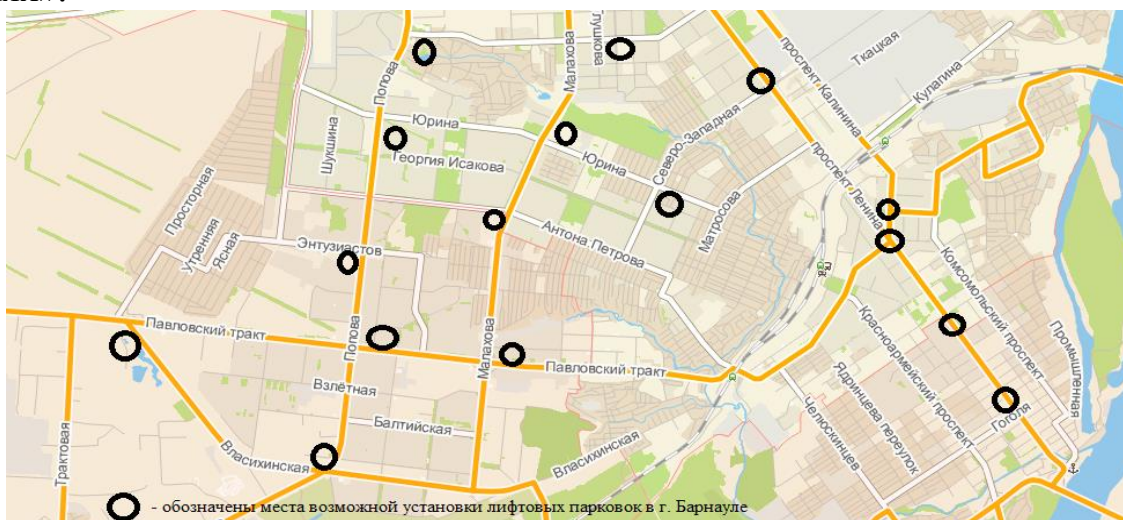 Глушкова
Малахова
Попова
проспект Калинина
Ткацкая
Кулагина
Юрина
Северо-Западная
Шукшина
Георгия Исакова
Юрина
проспект Ленина
Матросова
Просторная
Утренняя
Ясная
Энтузиастов
Антона Петрова
Комсомольский проспект
Павловский тракт
Попова
Малахова
Павловский тракт
Красноармейский проспект
Промышленная
Взлётная
Ядринцева переулок
Гоголя
Балтийская
Челюскинцев
Трактовая
Власихинская
Власихинская
- обозначены места возможной установки лифтовых парковок в г. Барнауле